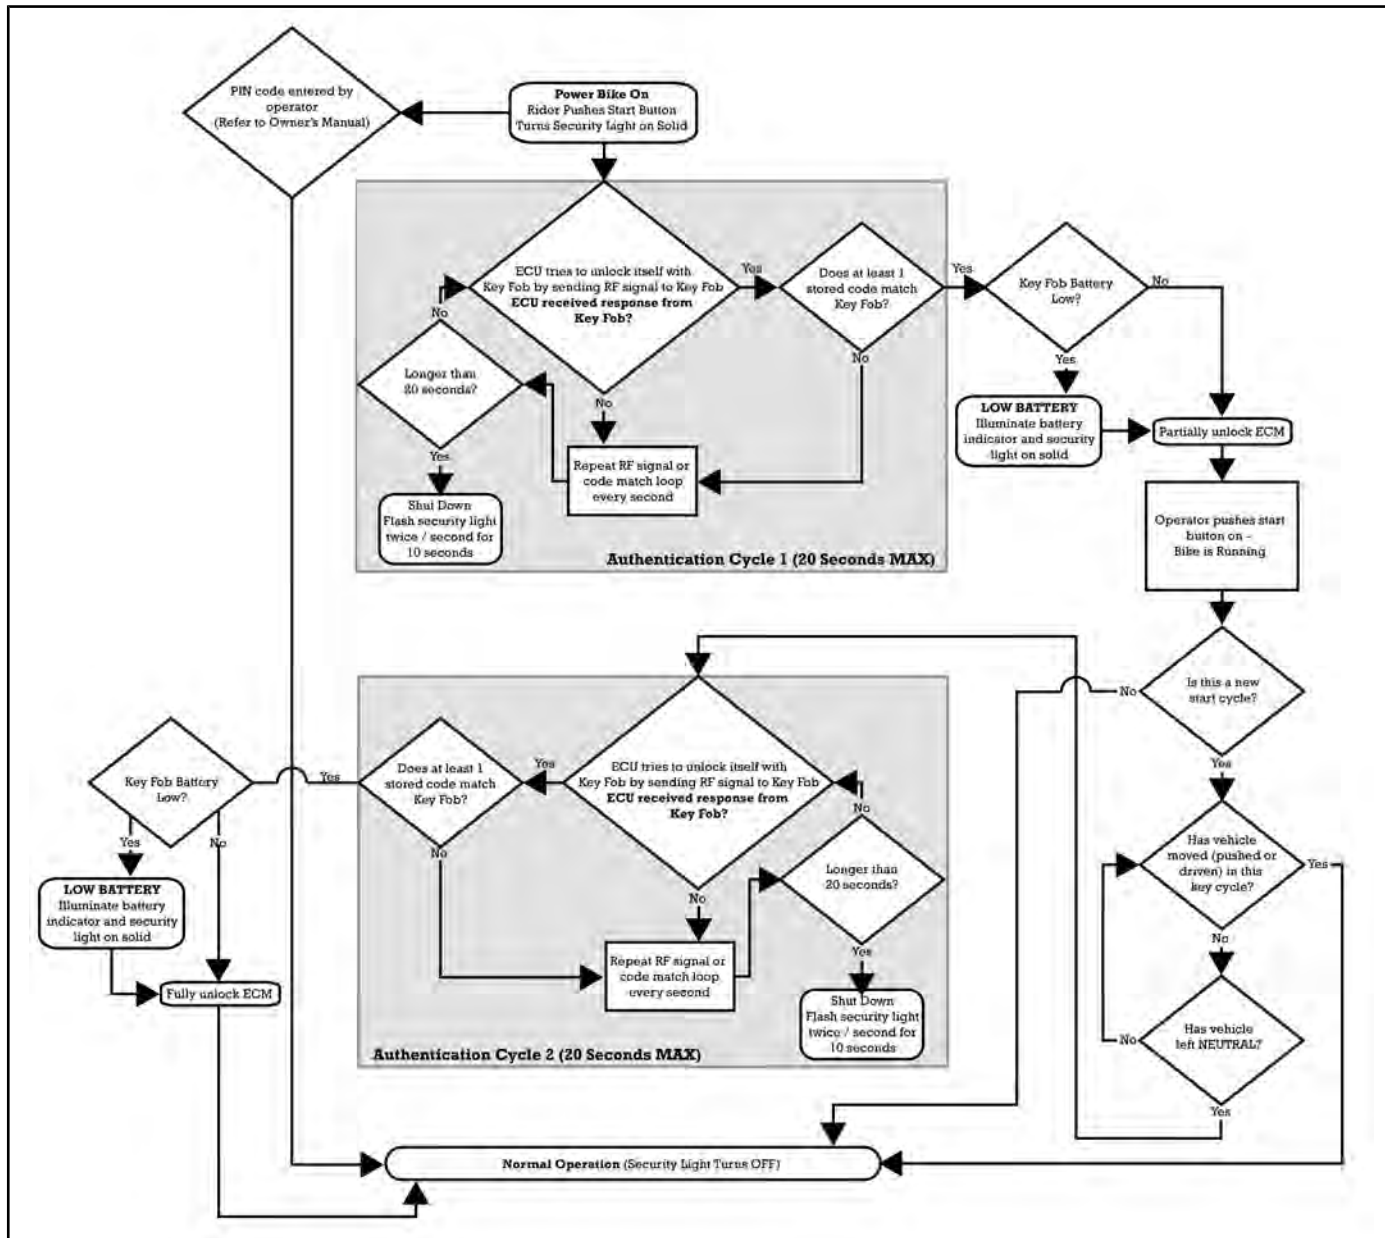 PIN code entered by
operator
(Refer to Owner's Manual)
Power Bike On
Rider Pushes Start Button
Turns Security Light on Solid
ECU tries to unlock itself with
Key Fob by sending RF signal to Key Fob
ECU received response from
Key Fob?
Yes
Does at least 1
stored code match
Key Fob?
Yes
Key Fob Battery
Low?
No
No
Longer than
20 seconds?
No
No
Yes
LOW BATTERY
Illuminate battery
indicator and security
light on solid
Partially unlock ECM
Yes
Repeat RF signal or
code match loop
every second
Shut Down
Flash security light
twice / second for
10 seconds
Authentication Cycle 1 (20 Seconds MAX)
Operator pushes start
button on –
Bike is Running
Is this a new
start cycle?
No
Yes
Key Fob Battery
Low?
Yes
Does at least 1
stored code match
Key Fob?
Yes
ECU tries to unlock itself with
Key Fob by sending RF signal to Key Fob
ECU received response from
Key Fob?
No
Yes
No
No
Longer than
20 seconds?
No
Has vehicle
moved (pushed or
driven) in this
key cycle?
Yes
LOW BATTERY
Illuminate battery
indicator and security
light on solid
Fully unlock ECM
Repeat RF signal or
code match loop
every second
Yes
Shut Down
Flash security light
twice / second for
10 seconds
No
Has vehicle
left NEUTRAL?
No
Yes
Authentication Cycle 2 (20 Seconds MAX)
Normal Operation (Security Light Turns OFF)